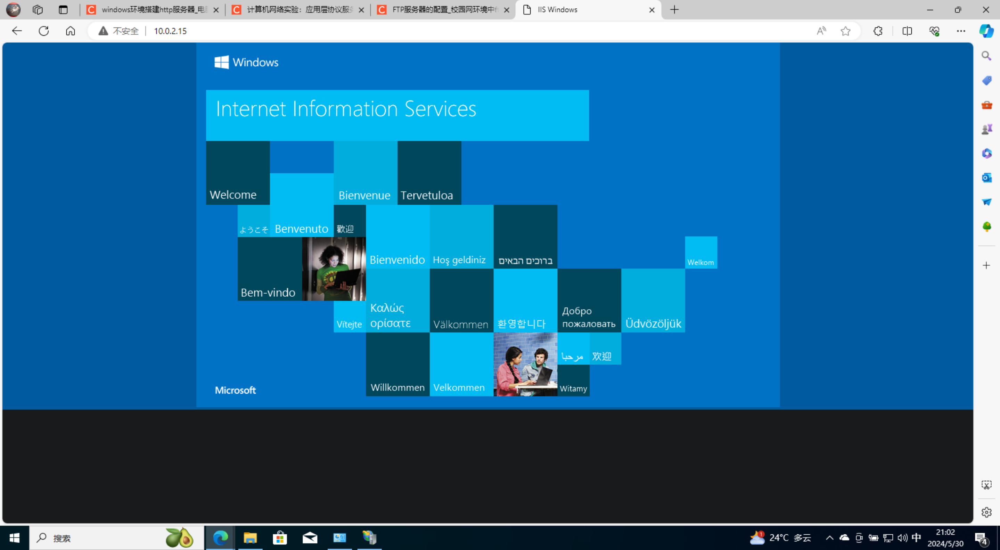 windows环境搭建http服务器_电
计算机网络实验：应用层协议服
FTP服务器的配置_校园网环境中f
IIS Windows
不安全
10.0.2.15
Windows
Internet Information Services
Welcome
Bienvenue
Tervetuloa
ようこそ
Benvenuto
歡迎
Bienvenido
Hoş geldiniz
ברוכים הבאים
Welkom
Bem-vindo
Vítejte
Καλώς
ορίσατε
Välkommen
환영합니다
Добро
пожаловать
Üdvözöljük
مرحبا
欢迎
Willkommen
Velkommen
Witamy
Microsoft
搜索
1
24°C 多云
中
21:02
2024/5/30
4